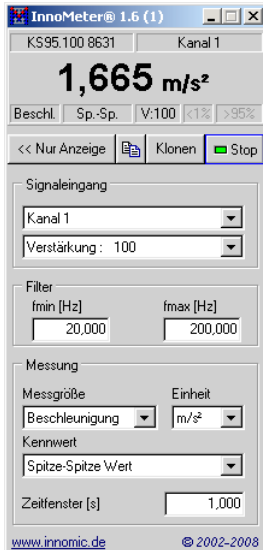 InnoMeter® 1.6 (1)
KS95.100 8631 Kanal 1
1,665 m/s²
Beschl. Sp.-Sp. V:100 <1% >95%
<< Nur Anzeige Klonen Stop
Signaleingang
Kanal 1
Verstärkung : 100
Filter
fmin [Hz] fmax [Hz]
20,000 200,000
Messung
Messgröße Einheit
Beschleunigung m/s²
Kennwert
Spitze-Spitze Wert
Zeitfenster [s] 1,000
www.innomic.de © 2002-2008